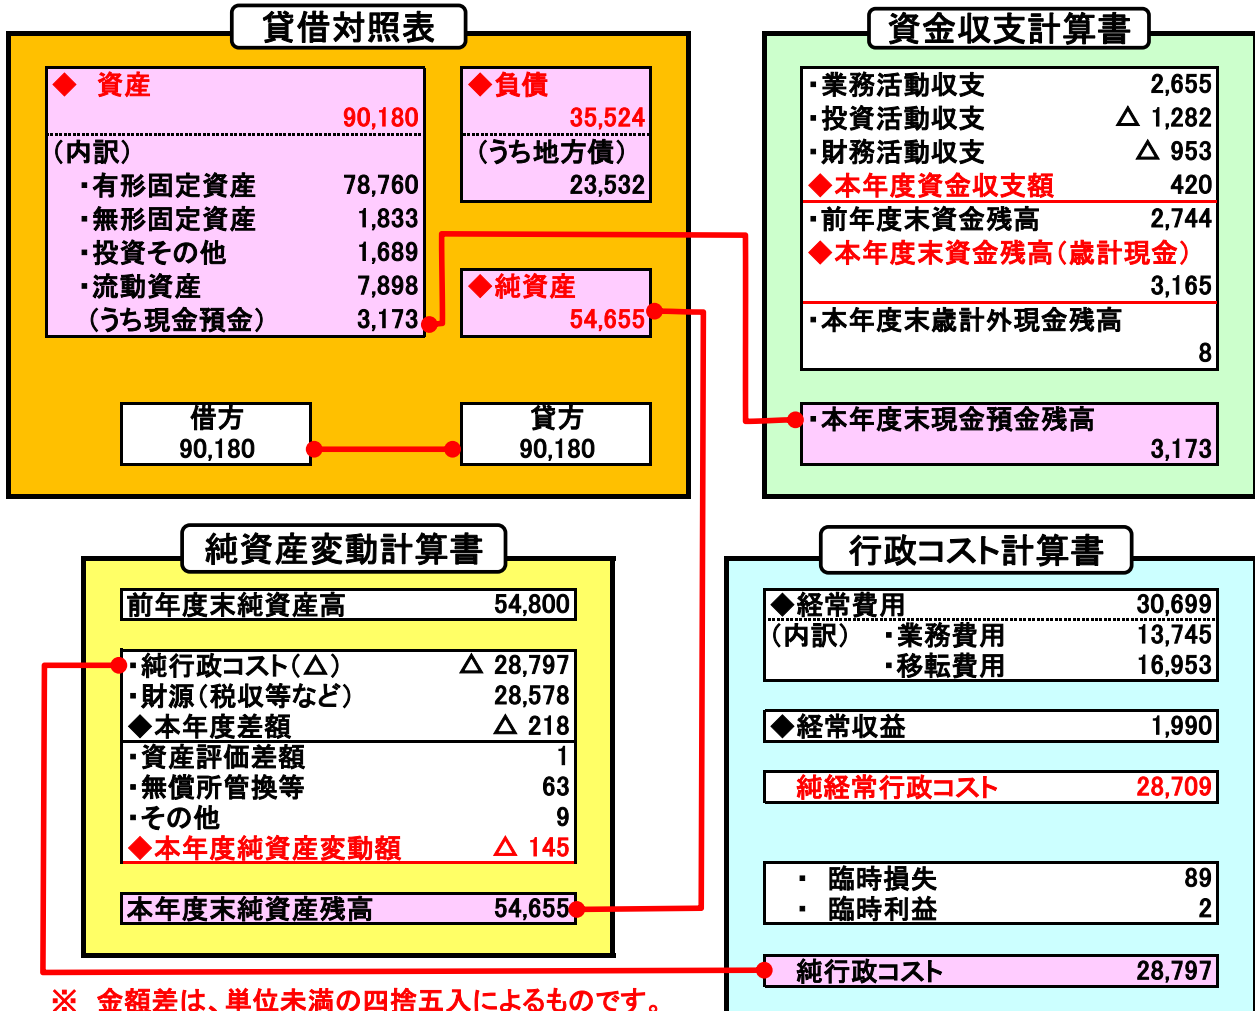 貸借対照表
◆ 資産
90,180
(内訳)
・有形固定資産 78,760
・無形固定資産 1,833
・投資その他 1,689
・流動資産 7,898
(うち現金預金) 3,173
◆負債
35,524
(うち地方債)
23,532
◆純資産
54,655
借方
90,180
貸方
90,180
資金収支計算書
・業務活動収支 2,655
・投資活動収支 △ 1,282
・財務活動収支 △ 953
◆本年度資金収支額 420
・前年度末資金残高 2,744
◆本年度末資金残高(歳計現金)
3,165
・本年度末歳計外現金残高
8
・本年度末現金預金残高
3,173
純資産変動計算書
前年度末純資産高 54,800
・純行政コスト(△) △ 28,797
・財源(税収等など) 28,578
◆本年度差額 △ 218
・資産評価差額 1
・無償所管換等 63
・その他 9
◆本年度純資産変動額 △ 145
本年度末純資産残高 54,655
※ 金額差は、単位未満の四捨五入によるものです。
行政コスト計算書
◆経常費用 30,699
(内訳) ・業務費用 13,745
・移転費用 16,953
◆経常収益 1,990
純経常行政コスト 28,709
・ 臨時損失 89
・ 臨時利益 2
純行政コスト 28,797